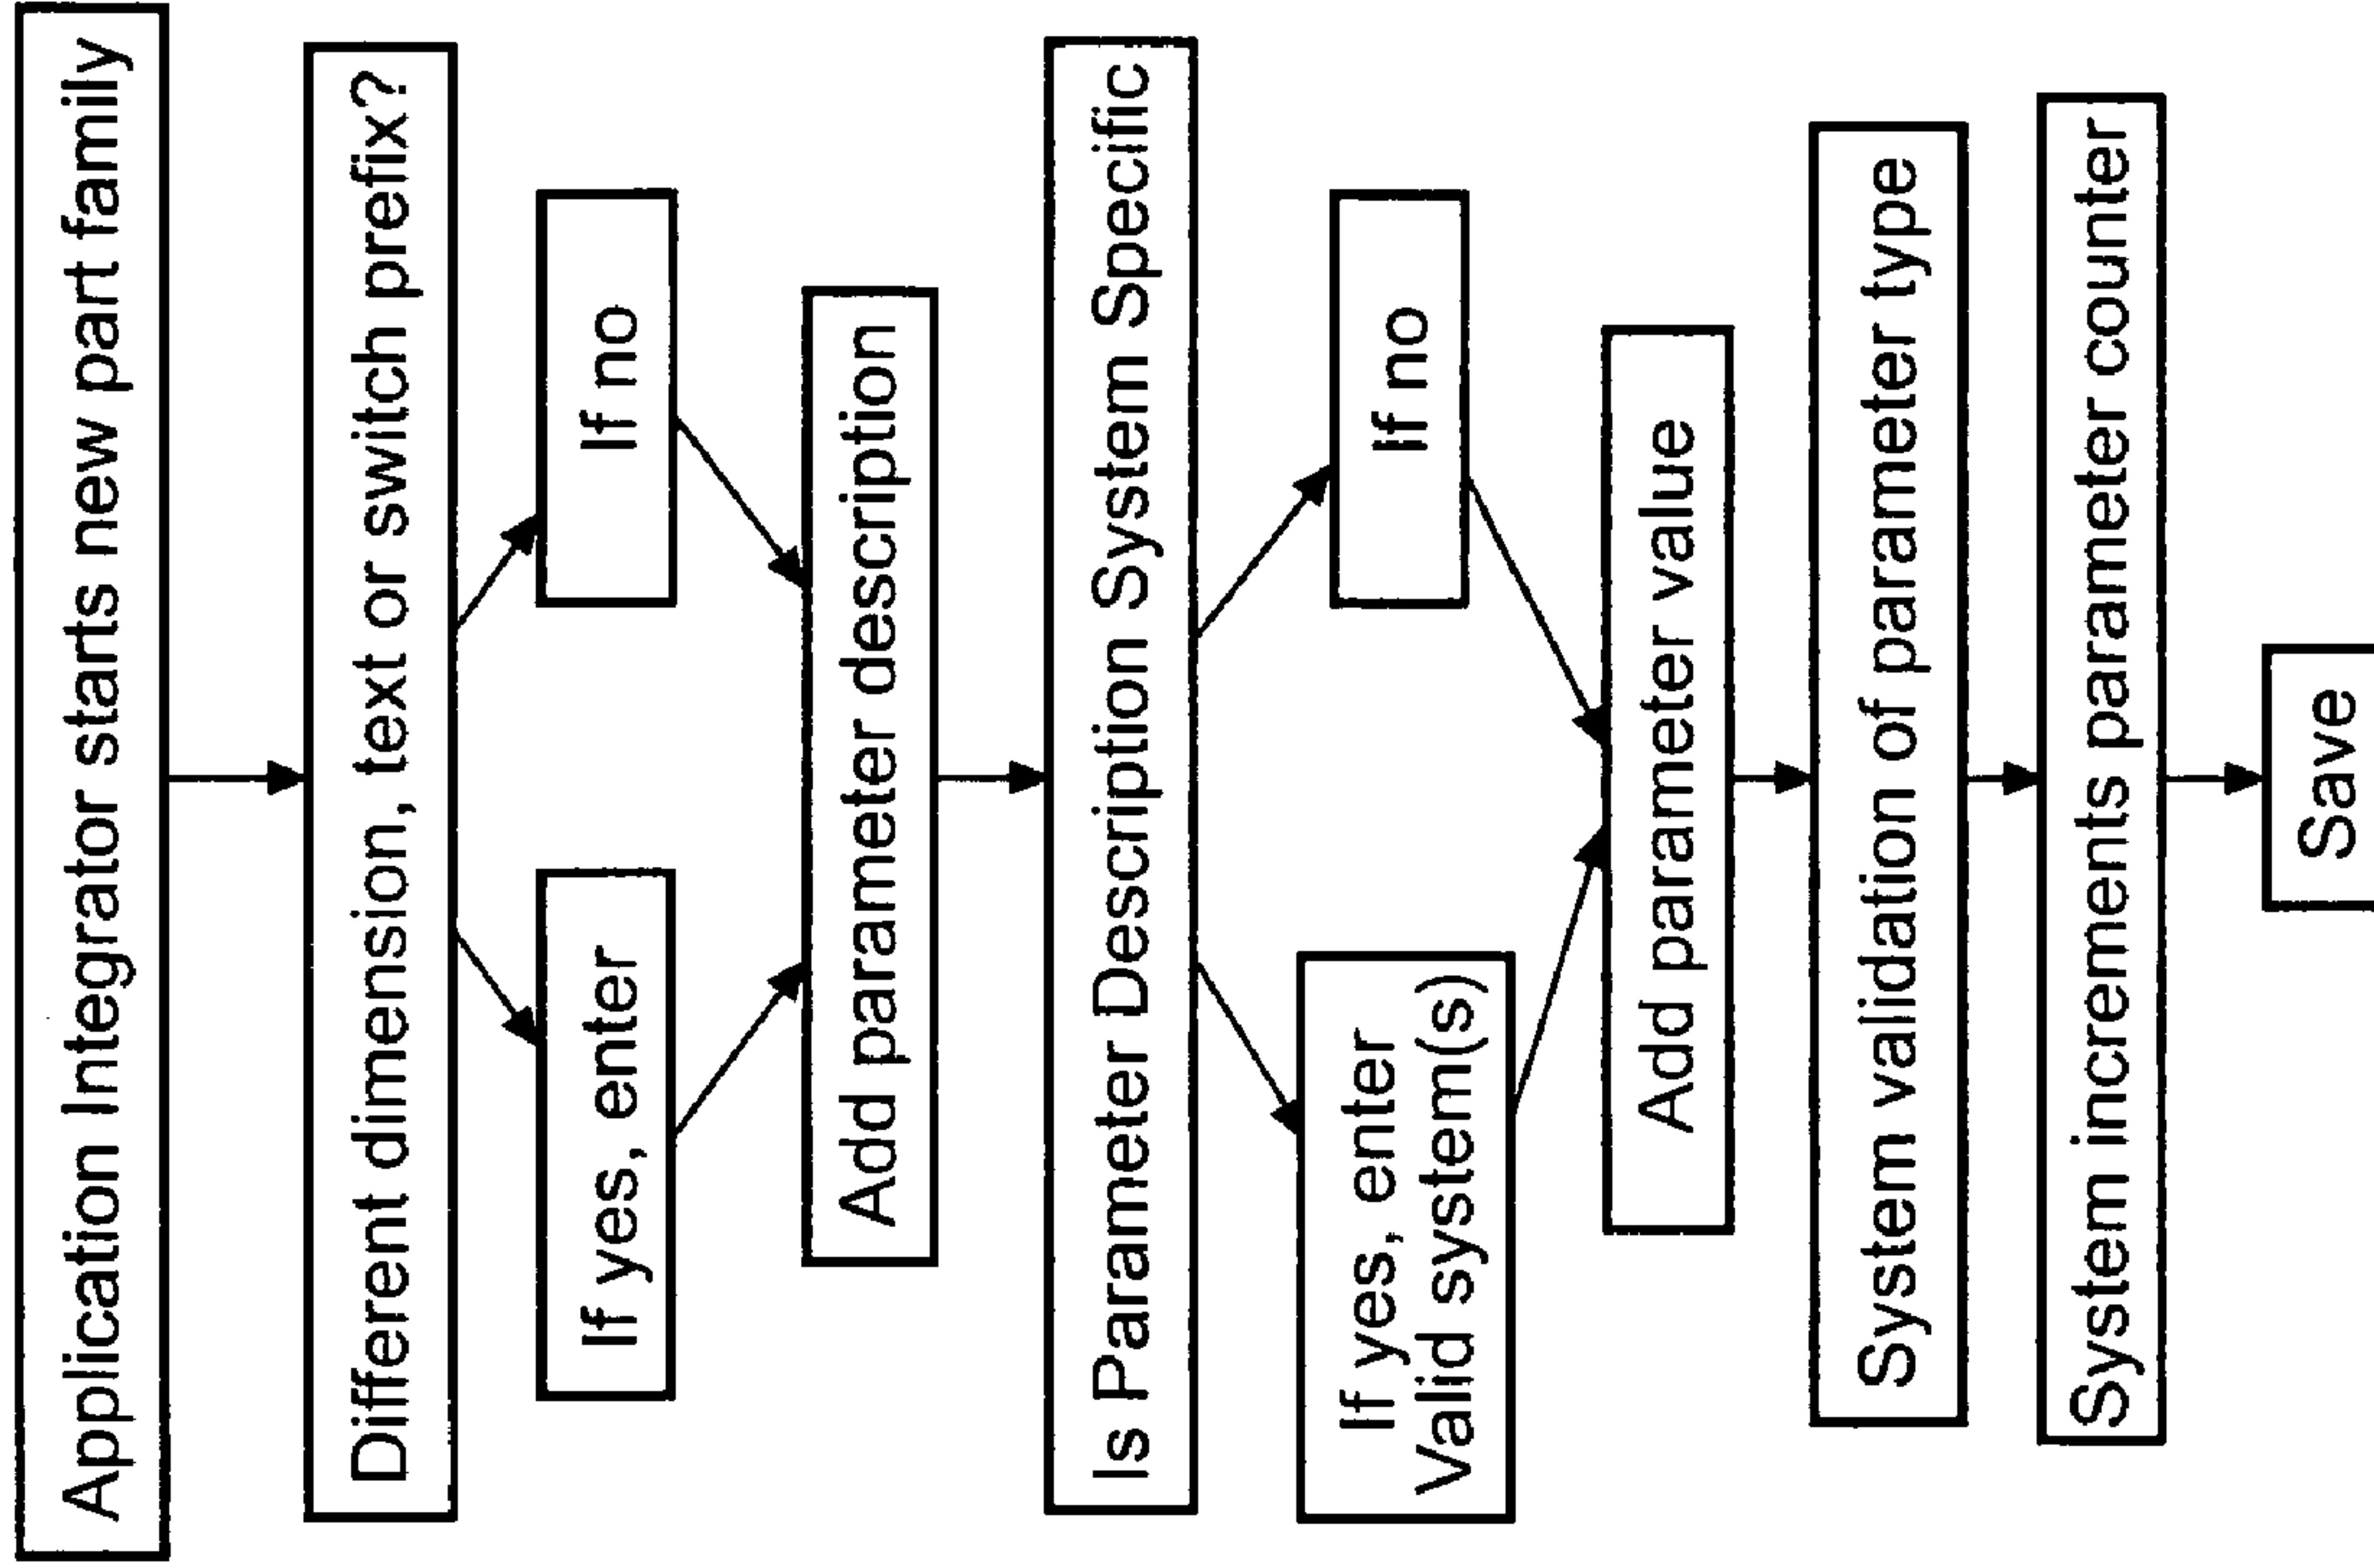 Application Integrator starts new part family
Different dimension, text or switch prefix?
If yes, enter
If no
Add parameter description
Is Parameter Description System Specific
If yes, enter
Valid system(s)
If no
Add parameter value
System validation of parameter type
System increments parameter counter
Save